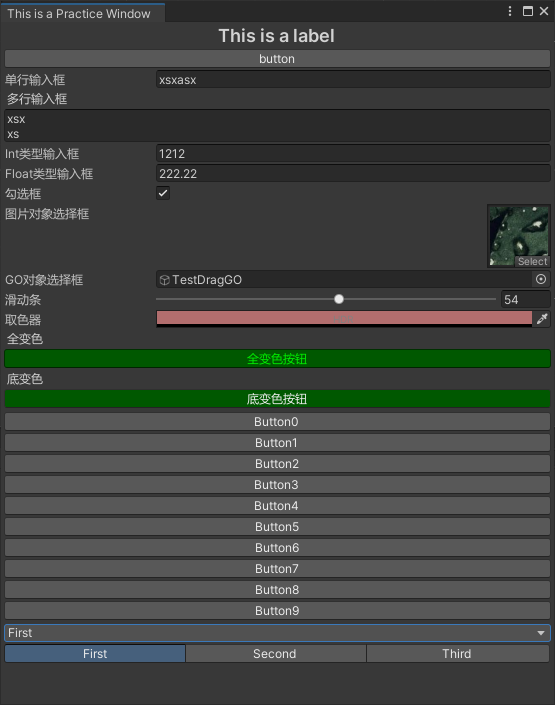 This is a Practice Window
This is a label
button
单行输入框 xsxasx
多行输入框
xsx
xs
Int类型输入框 1212
Float类型输入框 222.22
勾选框
图片对象选择框
Select
GO对象选择框 TestDragGO
滑动条 54
取色器
全变色
全变色按钮
底变色
底变色按钮
Button0
Button1
Button2
Button3
Button4
Button5
Button6
Button7
Button8
Button9
First
First Second Third